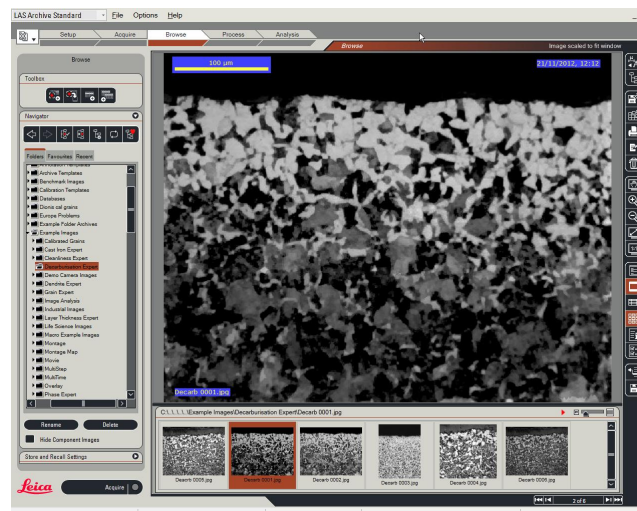 LAS Archive Standard File Options Help
Setup Acquire Browse Process Analysis
Browse Image scaled to fit window
Browse
Toolbox
Navigator
Folders Favourites Recent
Archive Templates
Benchmark Images
Calibration Templates
Databases
Dionis cal grains
Europe Problems
Example Folder Archives
Example Images
Calibrated Grains
Cast Iron Expert
Cleanliness Expert
Decarburisation Expert
Demo Camera Images
Dendrite Expert
Grain Expert
Image Analysis
Industrial Images
Layer Thickness Expert
Life Science Images
Macro Example Images
Montage
Montage Map
Movie
MultiStep
MultiTime
Overlay
Phase Expert
Rename Delete
Hide Component Images
Store and Recall Settings
Leica Acquire
100 µm 21/11/2012, 12:12
Decarb 0001.jpg
C:\..\..\..\..\Example Images\Decarburisation Expert\Decarb 0001.jpg
Decarb 0005.jpg Decarb 0001.jpg Decarb 0002.jpg Decarb 0003.jpg Decarb 0004.jpg Decarb 0006.jpg
2 of 6